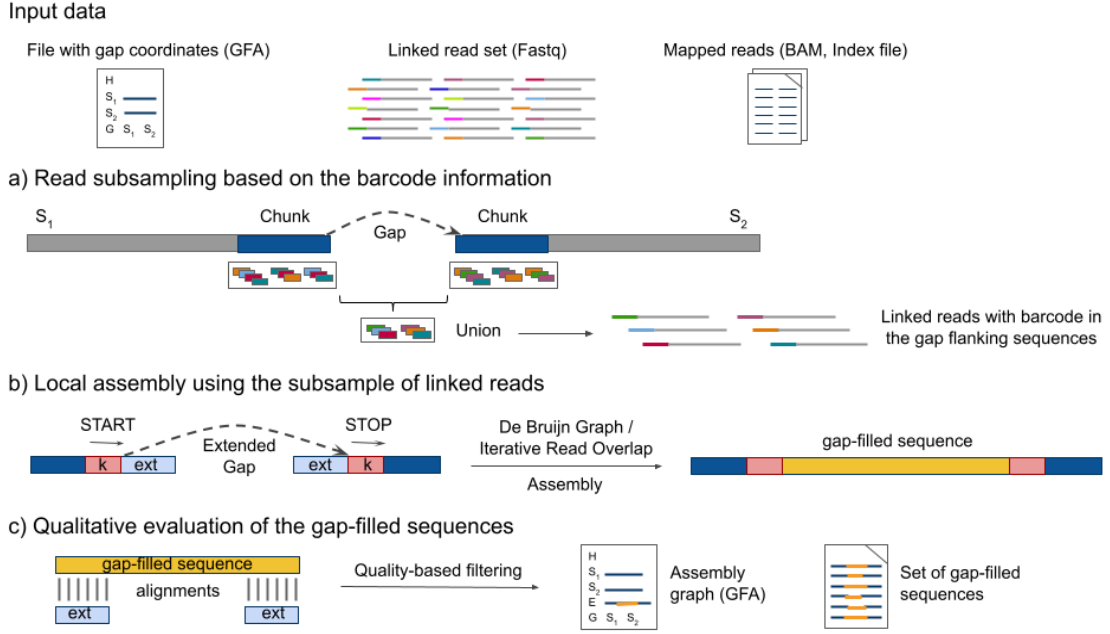 Input data
File with gap coordinates (GFA)
Linked read set (Fastq)
Mapped reads (BAM, Index file)
H
S1
S2
G S1 S2
a) Read subsampling based on the barcode information
S1
Chunk
Gap
Chunk
S2
Union
Linked reads with barcode in
the gap flanking sequences
b) Local assembly using the subsample of linked reads
START
STOP
Extended
Gap
k
ext
ext
k
De Bruijn Graph /
Iterative Read Overlap
Assembly
gap-filled sequence
c) Qualitative evaluation of the gap-filled sequences
gap-filled sequence
alignments
ext
ext
Quality-based filtering
H
S1
S2
E
G S1 S2
Assembly
graph (GFA)
Set of gap-filled
sequences